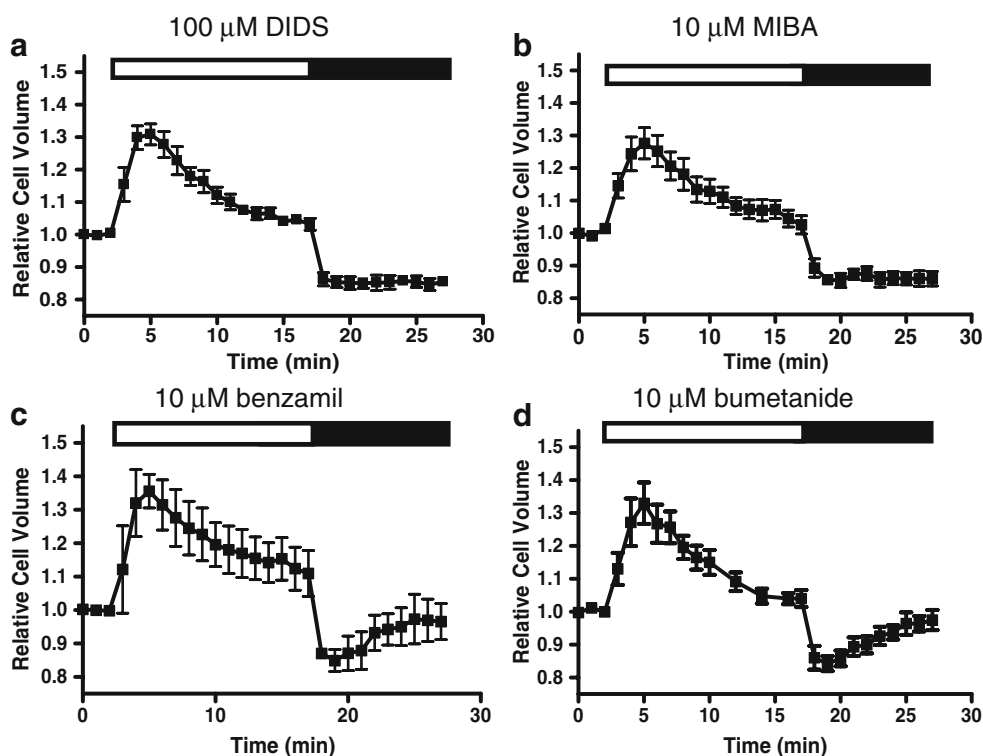 a
100 µM DIDS
Relative Cell Volume
1.5
1.4
1.3
1.2
1.1
1.0
0.9
0.8
0 5 10 15 20 25 30
Time (min)
b
10 µM MIBA
Relative Cell Volume
1.5
1.4
1.3
1.2
1.1
1.0
0.9
0.8
0 5 10 15 20 25 30
Time (min)
c
10 µM benzamil
Relative Cell Volume
1.5
1.4
1.3
1.2
1.1
1.0
0.9
0.8
0 10 20 30
Time (min)
d
10 µM bumetanide
Relative Cell Volume
1.5
1.4
1.3
1.2
1.1
1.0
0.9
0.8
0 5 10 15 20 25 30
Time (min)